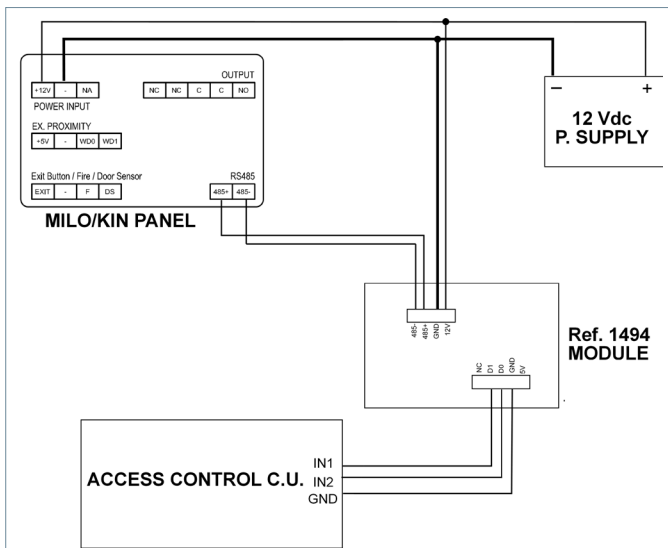 +12V - NA
POWER INPUT
OUTPUT
NC NC C C NO
EX. PROXIMITY
+5V - WD0 WD1
Exit Button / Fire / Door Sensor
EXIT - F DS
RS485
485+ 485-
MILO/KIN PANEL
- +
12 Vdc
P. SUPPLY
485-
485+
GND
12V
Ref. 1494
MODULE
NC
D1
D0
GND
5V
ACCESS CONTROL C.U.
IN1
IN2
GND